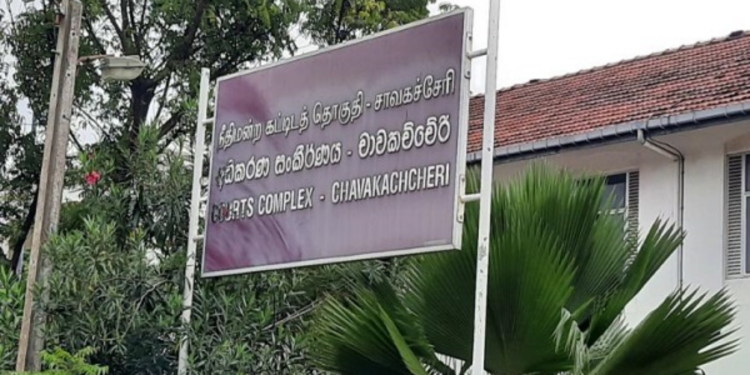 நீதிமன்ற கட்டிடத் தொகுதி - சாவகச்சேரி
අධිකරණ සංකීර්ණය - චාවකච්චේරි
COURTS COMPLEX - CHAVAKACHCHERI